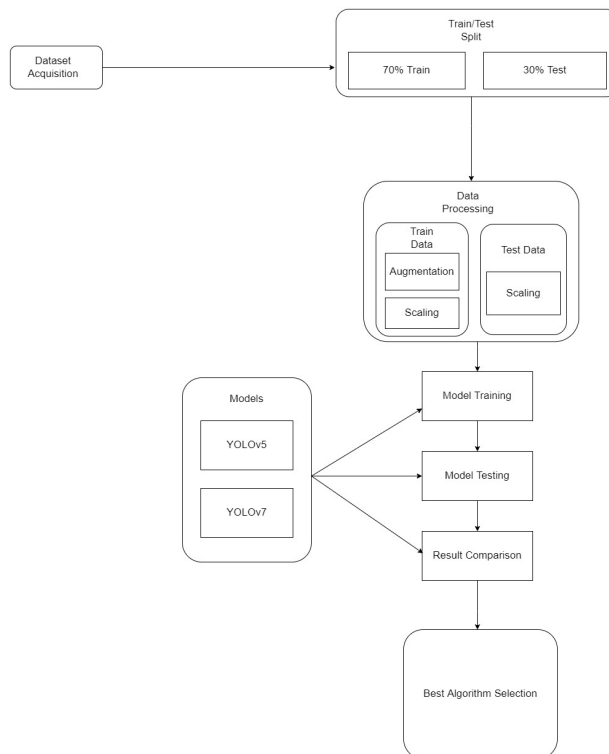 Train/Test
Split
Dataset
Acquisition
70% Train
30% Test
Data
Processing
Train
Data
Test Data
Augmentation
Scaling
Scaling
Models
Model Training
YOLOv5
Model Testing
YOLOv7
Result Comparison
Best Algorithm Selection